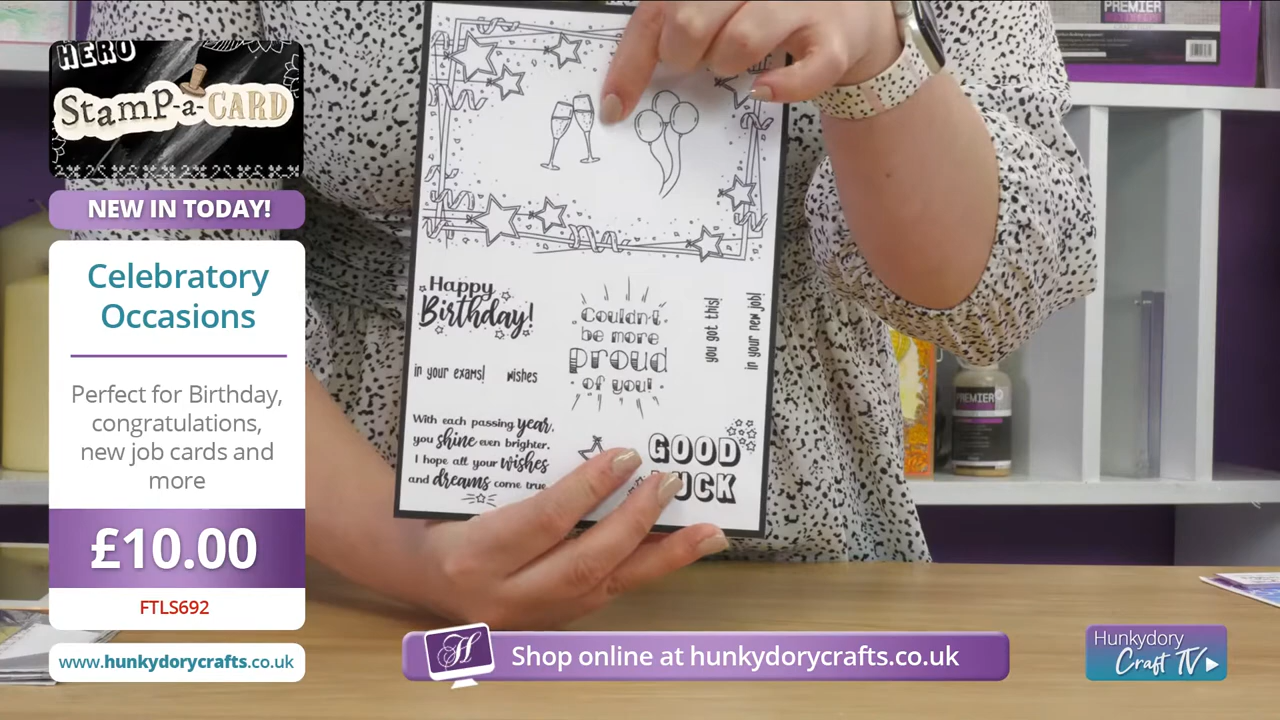 HERO
Stamp-a-CARD
NEW IN TODAY!
Celebratory
Occasions
Perfect for Birthday,
congratulations,
new job cards and
more
£10.00
FTLS692
www.hunkydorycrafts.co.uk
Happy
Birthday!
in your exams!
wishes
With each passing year,
you shine even brighter.
I hope all your wishes
and dreams come true
Couldn't
be more
proud
of you!
you got this!
in your new job!
GOOD
LUCK
PREMIER
PREMIER
Shop online at hunkydorycrafts.co.uk
Hunkydory
Craft TV